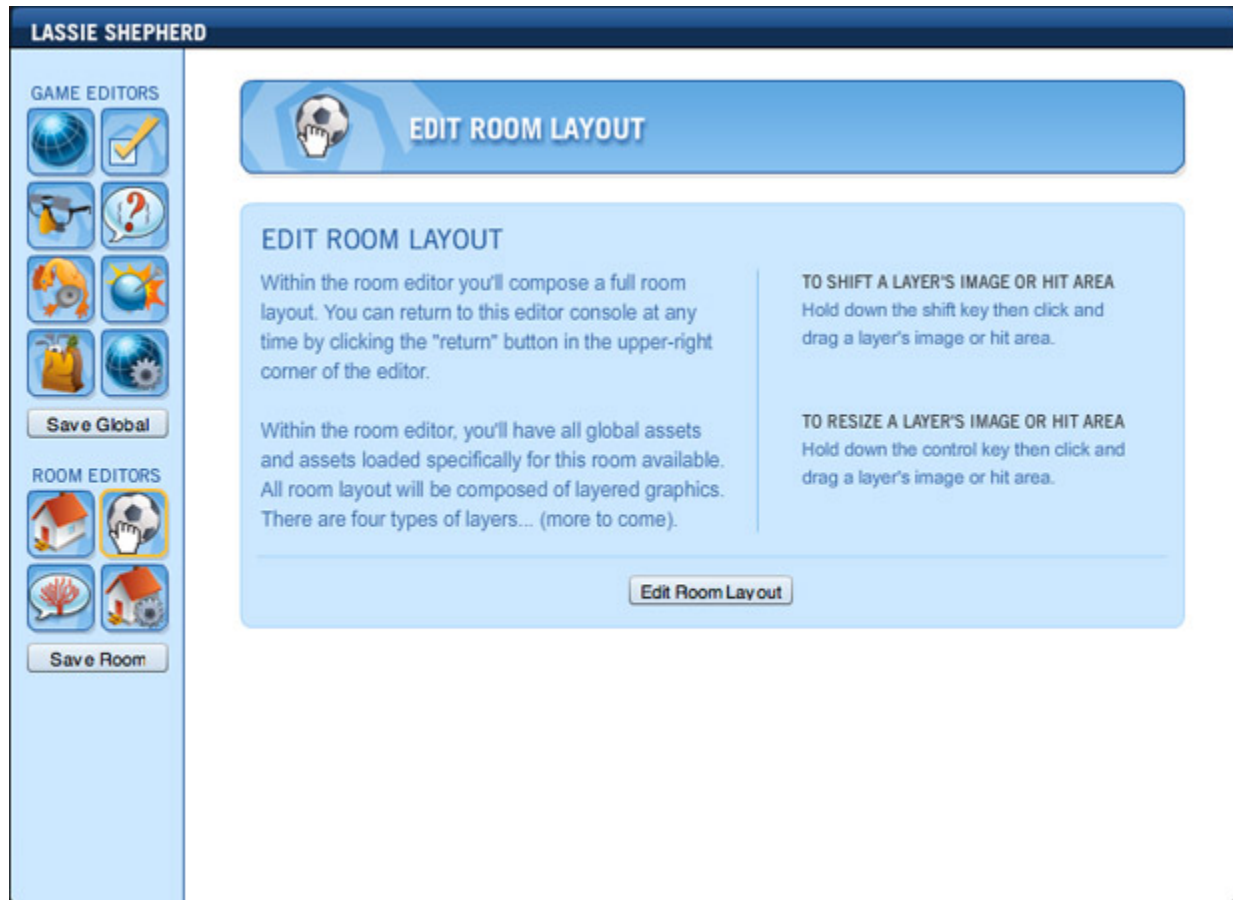 LASSIE SHEPHERD
GAME EDITORS
Save Global
ROOM EDITORS
Save Room
EDIT ROOM LAYOUT
EDIT ROOM LAYOUT
Within the room editor you'll compose a full room
layout. You can return to this editor console at any
time by clicking the "return" button in the upper-right
corner of the editor.
Within the room editor, you'll have all global assets
and assets loaded specifically for this room available.
All room layout will be composed of layered graphics.
There are four types of layers... (more to come).
TO SHIFT A LAYER'S IMAGE OR HIT AREA
Hold down the shift key then click and
drag a layer's image or hit area.
TO RESIZE A LAYER'S IMAGE OR HIT AREA
Hold down the control key then click and
drag a layer's image or hit area.
Edit Room Layout